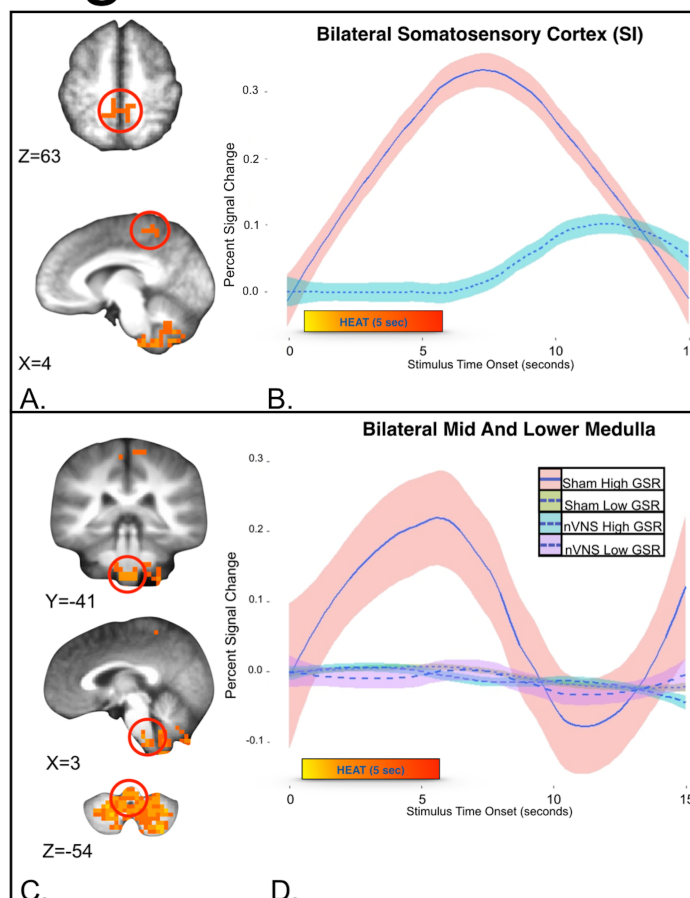 Bilateral Somatosensory Cortex (SI)
Z=63
X=4
A.
Percent Signal Change
0.3
0.2
0.1
0.0
HEAT (5 sec)
0 5 10 1
Stimulus Time Onset (seconds)
B.
Bilateral Mid And Lower Medulla
Y=-41
X=3
Z=-54
C.
Percent Signal Change
0.3
0.2
0.1
0.0
-0.1
Sham High GSR
Sham Low GSR
nVNS High GSR
nVNS Low GSR
HEAT (5 sec)
0 5 10 15
Stimulus Time Onset (seconds)
D.